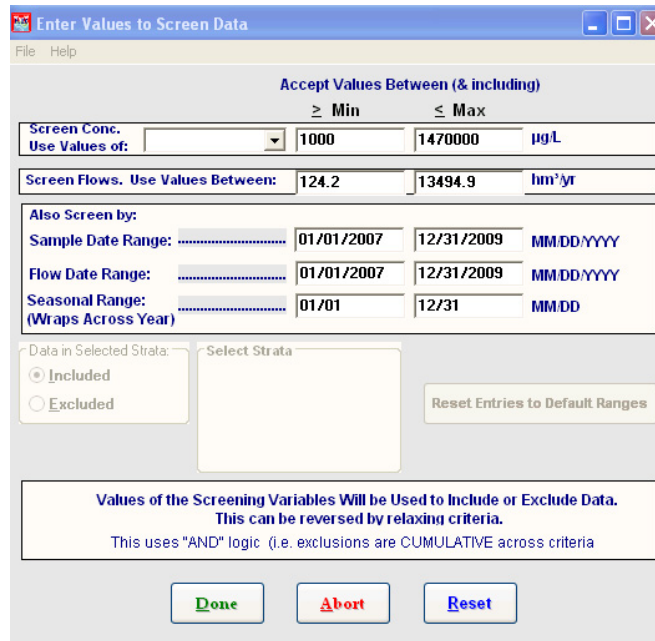 Enter Values to Screen Data
File Help
Accept Values Between (& including)
≥ Min ≤ Max
Screen Conc.
Use Values of: 1000 1470000 µg/L
Screen Flows. Use Values Between: 124.2 13494.9 hm³/yr
Also Screen by:
Sample Date Range: 01/01/2007 12/31/2009 MM/DD/YYYY
Flow Date Range: 01/01/2007 12/31/2009 MM/DD/YYYY
Seasonal Range: 01/01 12/31 MM/DD
(Wraps Across Year)
Data in Selected Strata: Select Strata
Included
Excluded
Reset Entries to Default Ranges
Values of the Screening Variables Will be Used to Include or Exclude Data.
This can be reversed by relaxing criteria.
This uses "AND" logic (i.e. exclusions are CUMULATIVE across criteria
Done Abort Reset